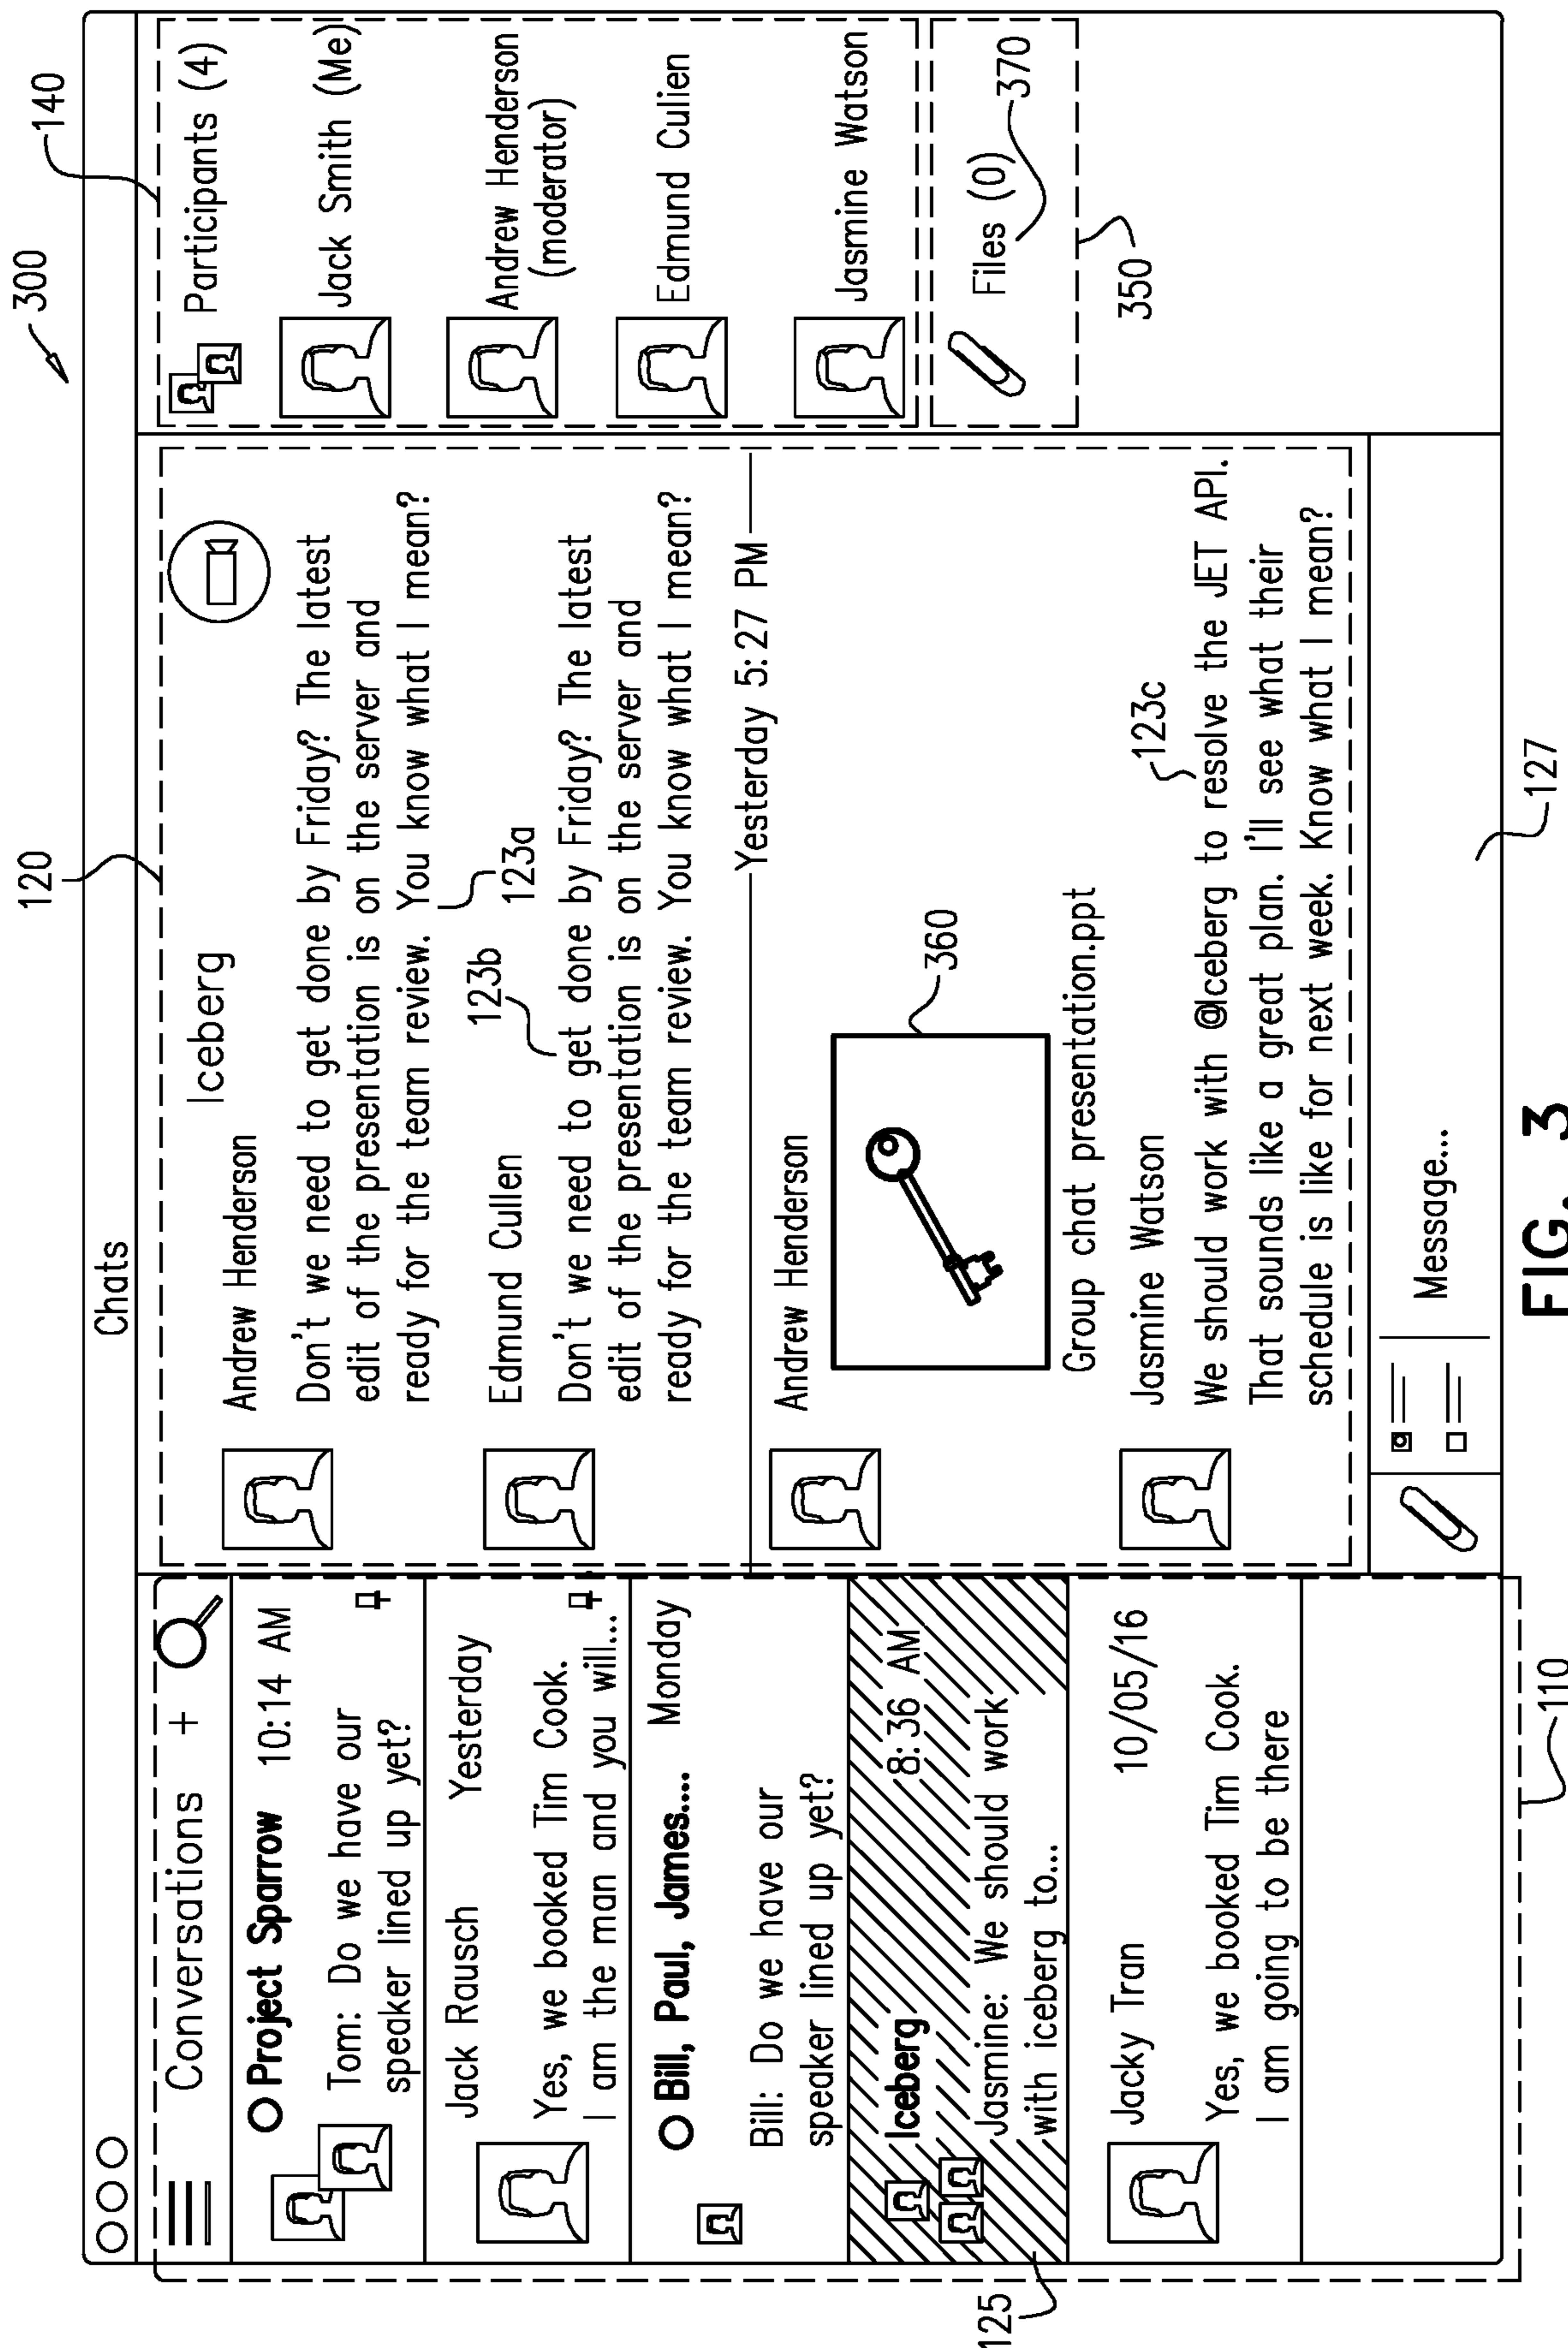 300
Chats
110
Conversations +
Project Sparrow 10:14 AM
Tom: Do we have our
speaker lined up yet?
Jack Rausch Yesterday
Yes, we booked Tim Cook.
I am the man and you will...
Bill, Paul, James.... Monday
Bill: Do we have our
speaker lined up yet?
125
Iceberg 8:36 AM
Jasmine: We should work
with iceberg to...
Jacky Tran 10/05/16
Yes, we booked Tim Cook.
I am going to be there
120
Iceberg
Andrew Henderson
Don't we need to get done by Friday? The latest
edit of the presentation is on the server and
ready for the team review. You know what I mean?
123a
123b
Edmund Cullen
Don't we need to get done by Friday? The latest
edit of the presentation is on the server and
ready for the team review. You know what I mean?
Yesterday 5:27 PM
Andrew Henderson
360
Group chat presentation.ppt
123c
Jasmine Watson
We should work with @Iceberg to resolve the JET API.
That sounds like a great plan. I'll see what their
schedule is like for next week. Know what I mean?
Message...
127
140
Participants (4)
Jack Smith (Me)
Andrew Henderson
(moderator)
Edmund Culien
Jasmine Watson
Files (0)
370
350
FIG. 3